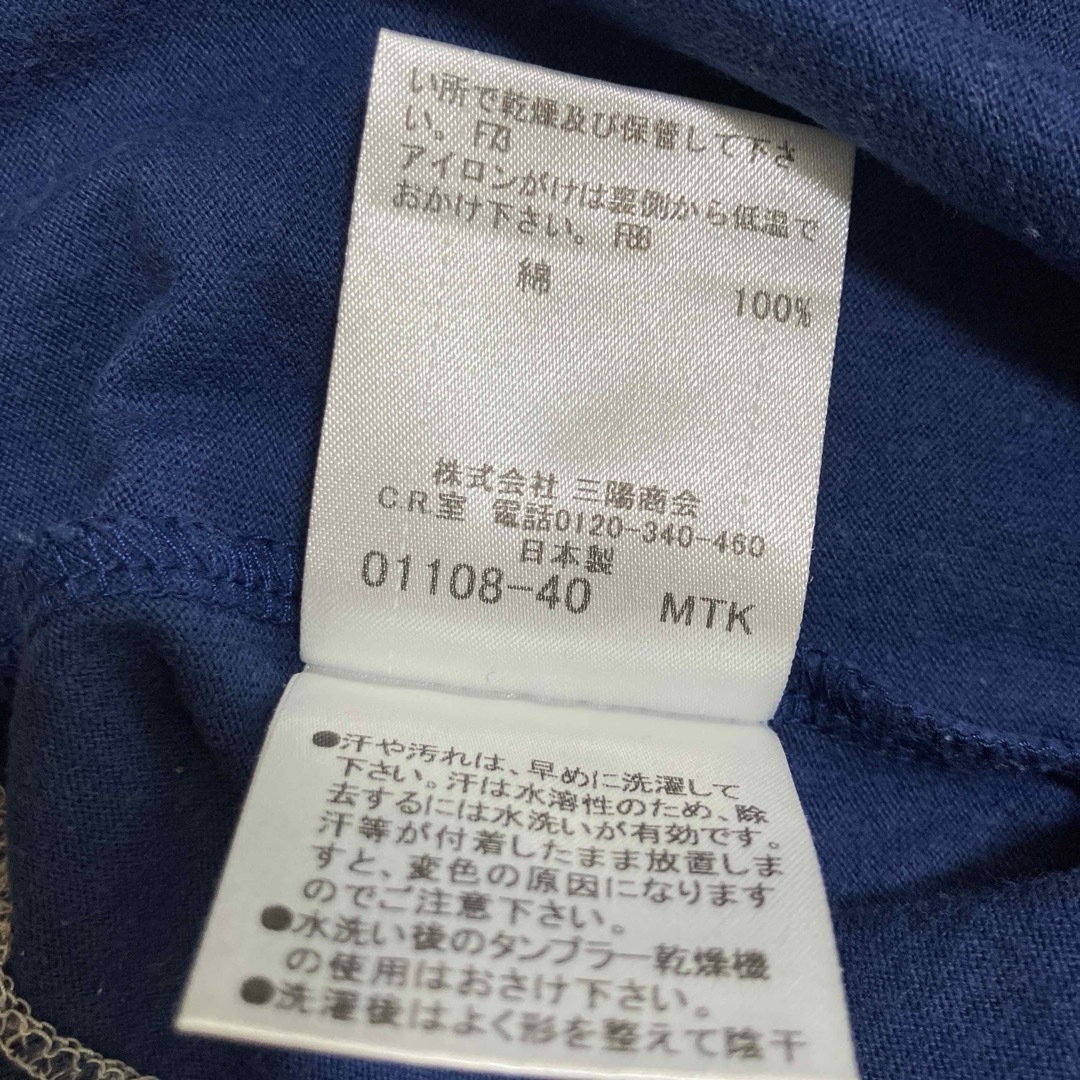 い所で乾燥及び保管して下さ
い。 F73
アイロンがけは裏側から低温で
おかけ下さい。
綿 100%
株式会社 三陽商会
CR室 電話0120-340-460
日本製
01108-40 MTK
●汗や汚れは、早めに洗濯して
下さい。汗は水溶性のため、除
去するには水洗いが有効です。
汗等が付着したまま放置しま
すと、変色の原因になります
のでご注意下さい。
●水洗い後のタンブラー乾燥機
の使用はおさけ下さい。
●洗濯後はよく形を整えて陰干